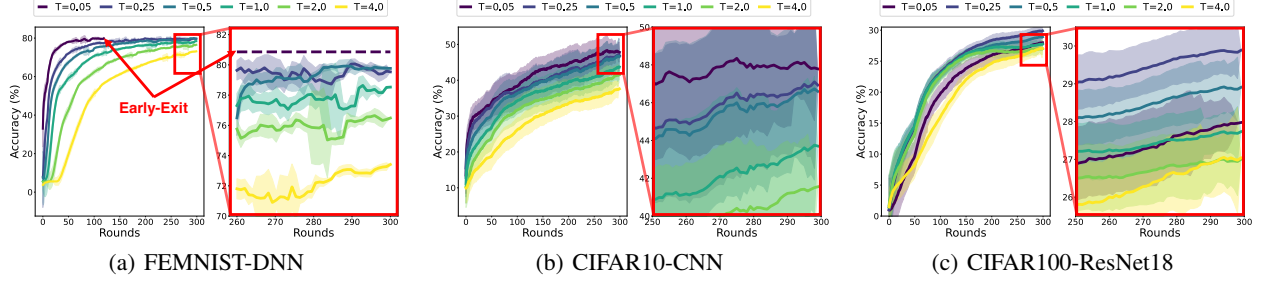 T=0.05 T=0.25 T=0.5 T=1.0 T=2.0 T=4.0
Accuracy (%)
80
60
40
20
0
0 50 100 150 200 250 300
Rounds
Early-Exit
82
80
78
76
74
72
70
260 270 280 290 300
(a) FEMNIST-DNN
T=0.05 T=0.25 T=0.5 T=1.0 T=2.0 T=4.0
Accuracy (%)
50
40
30
20
10
0 50 100 150 200 250 300
Rounds
50
48
46
44
42
40
250 260 270 280 290 300
(b) CIFAR10-CNN
T=0.05 T=0.25 T=0.5 T=1.0 T=2.0 T=4.0
Accuracy (%)
30
25
20
15
10
5
0
0 50 100 150 200 250 300
Rounds
30
29
28
27
26
250 260 270 280 290 300
(c) CIFAR100-ResNet18